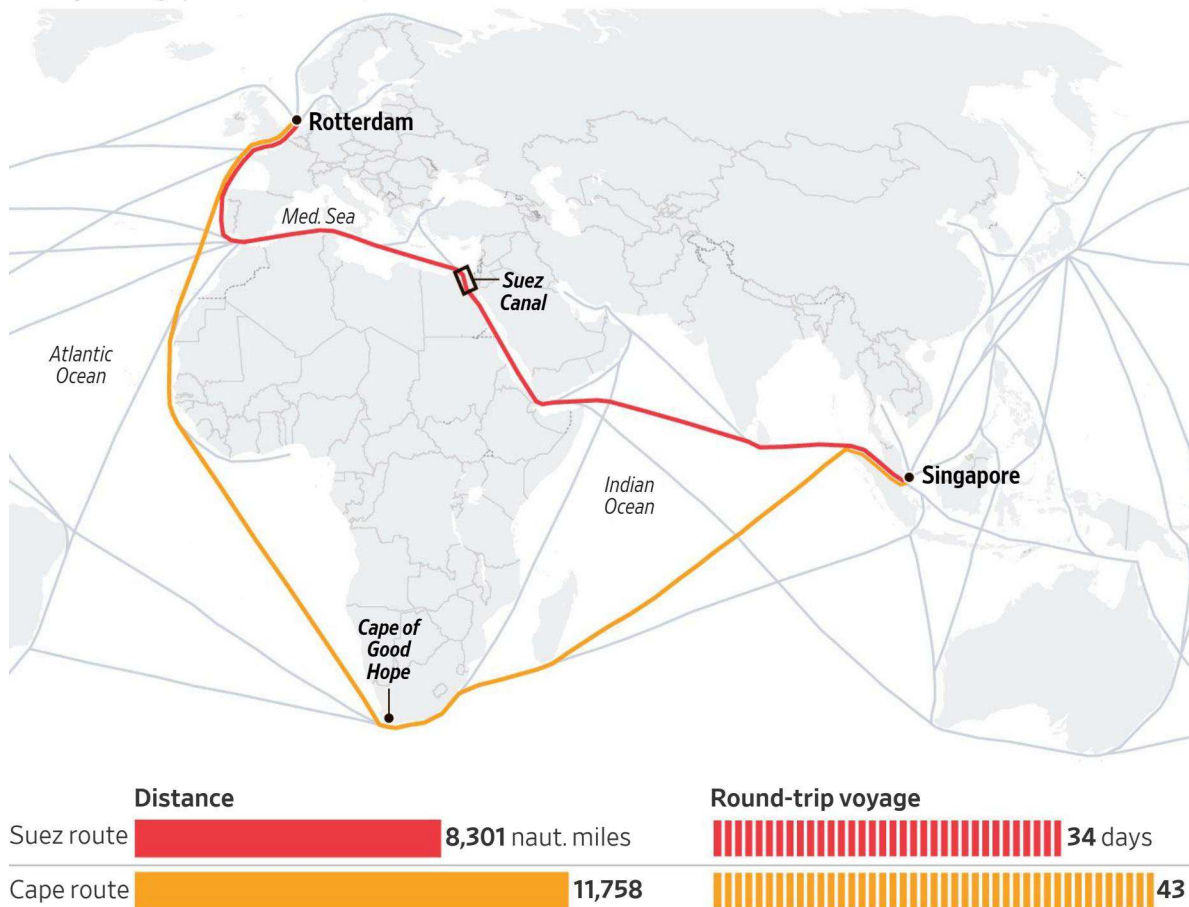 Rotterdam
Med. Sea
Suez
Canal
Atlantic
Ocean
Indian
Ocean
Singapore
Cape of
Good
Hope
Distance
Round-trip voyage
Suez route 8,301 naut. miles 34 days
Cape route 11,758 43